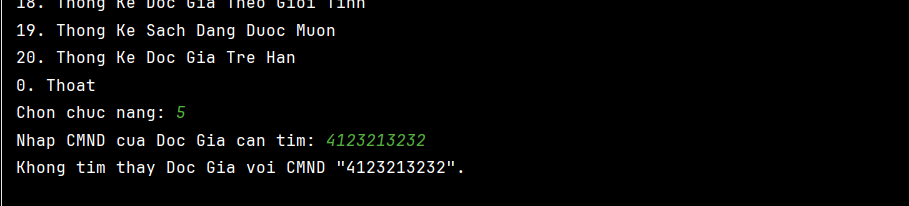 18. Thong Ke Doc Gia Theo Gioi Tinh
19. Thong Ke Sach Dang Duoc Muon
20. Thong Ke Doc Gia Tre Han
0. Thoat
Chon chuc nang: 5
Nhap CMND cua Doc Gia can tim: 4123213232
Khong tim thay Doc Gia voi CMND "4123213232".